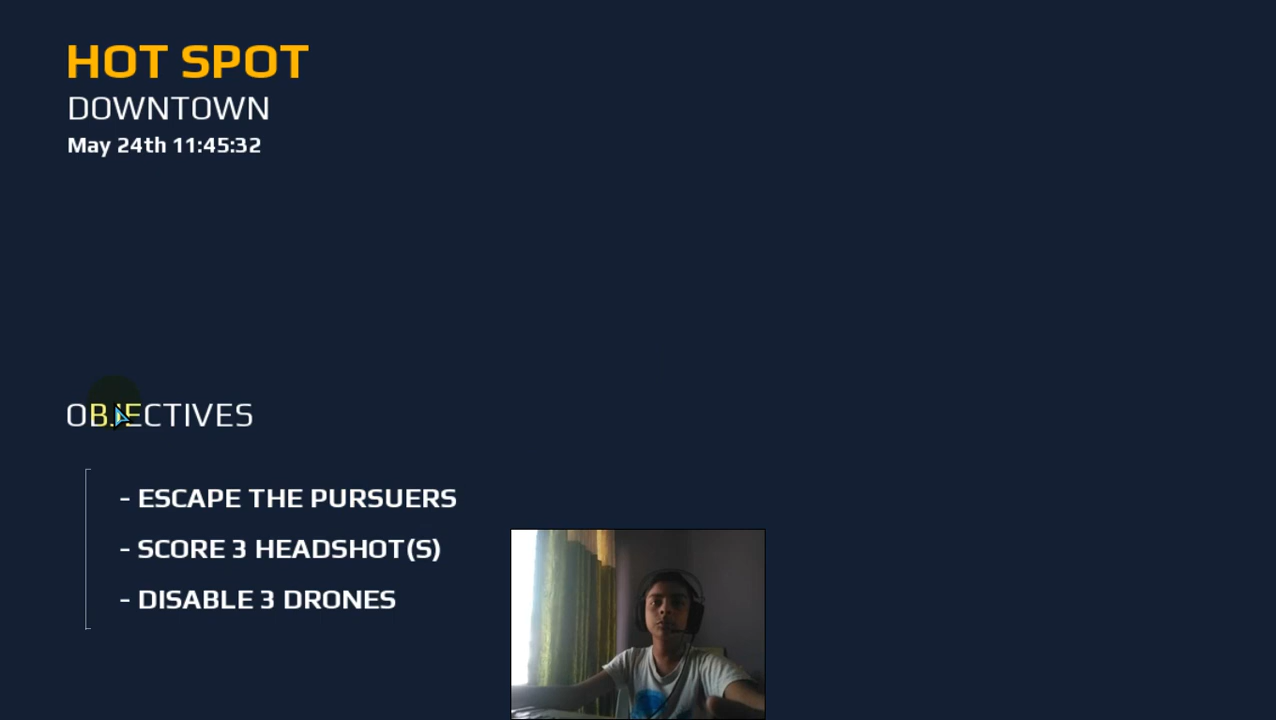 HOT SPOT
DOWNTOWN
May 24th 11:45:32
OBJECTIVES
- ESCAPE THE PURSUERS
- SCORE 3 HEADSHOT(S)
- DISABLE 3 DRONES